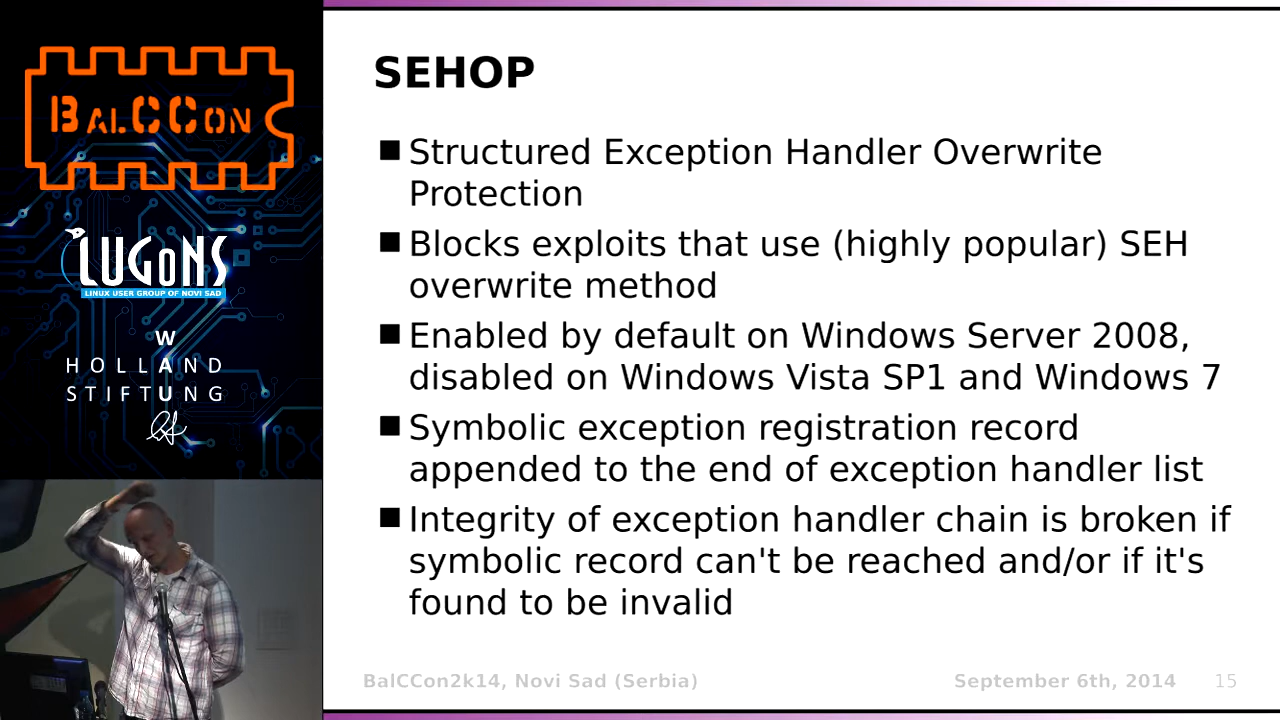 BALCCON
LUGONS
LINUX USER GROUP OF NOVI SAD
W
HOLLAND
STIFTUNG
SEHOP
Structured Exception Handler Overwrite
Protection
Blocks exploits that use (highly popular) SEH
overwrite method
Enabled by default on Windows Server 2008,
disabled on Windows Vista SP1 and Windows 7
Symbolic exception registration record
appended to the end of exception handler list
Integrity of exception handler chain is broken if
symbolic record can't be reached and/or if it's
found to be invalid
BalCCon2k14, Novi Sad (Serbia)
September 6th, 2014
15